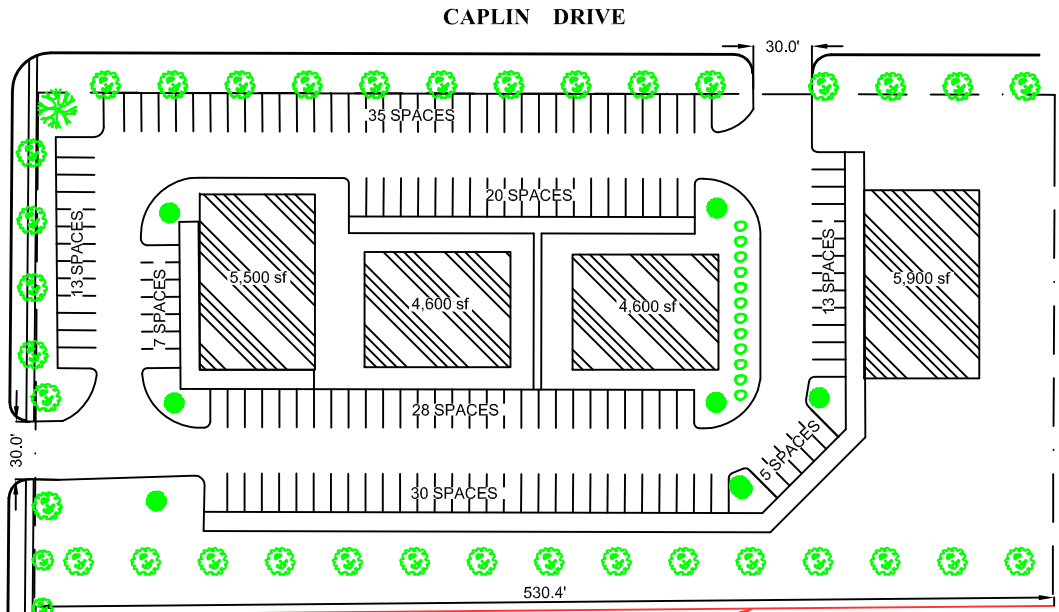 CAPLIN DRIVE
30.0'
35 SPACES
20 SPACES
13 SPACES
7 SPACES
5,500 sf
4,600 sf
4,600 sf
13 SPACES
5,900 sf
28 SPACES
5 SPACES
30.0'
30 SPACES
530.4'